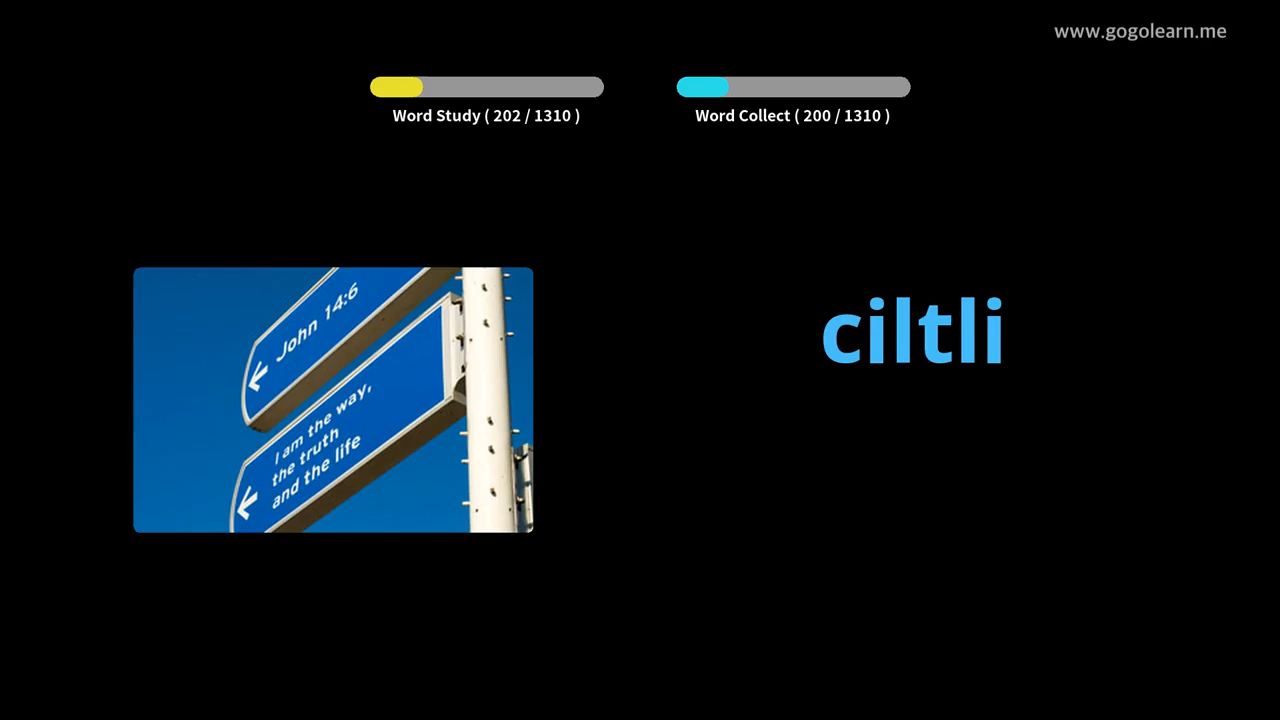 www.gogolearn.me
Word Study ( 202 / 1310 )
Word Collect ( 200 / 1310 )
John 14:6
I am the way,
the truth
and the life
ciltli